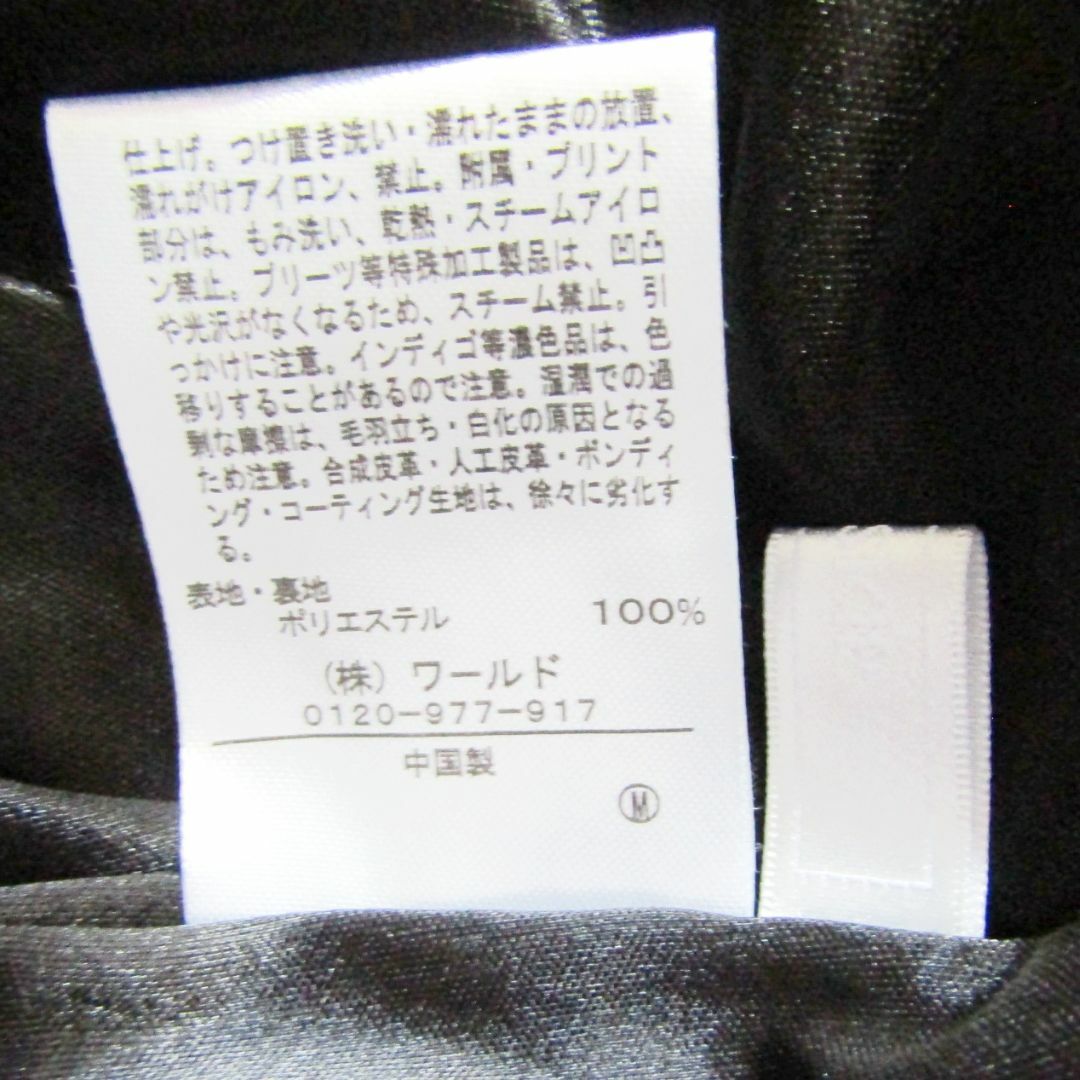 仕上げ。つけ置き洗い・濡れたままの放置、
濡れがけアイロン、禁止。附属・プリント
部分は、もみ洗い、乾熱・スチームアイロ
ン禁止。プリーツ等特殊加工製品は、凹凸
や光沢がなくなるため、スチーム禁止。引
っかけに注意。インディゴ等濃色品は、色
移りすることがあるので注意。湿潤での過
剰な摩擦は、毛羽立ち・白化の原因となる
ため注意。合成皮革・人工皮革・ボンディ
ング・コーティング生地は、徐々に劣化す
る。
表地・裏地
ポリエステル 100%
(株) ワールド
0120-977-917
中国製
Ⓜ